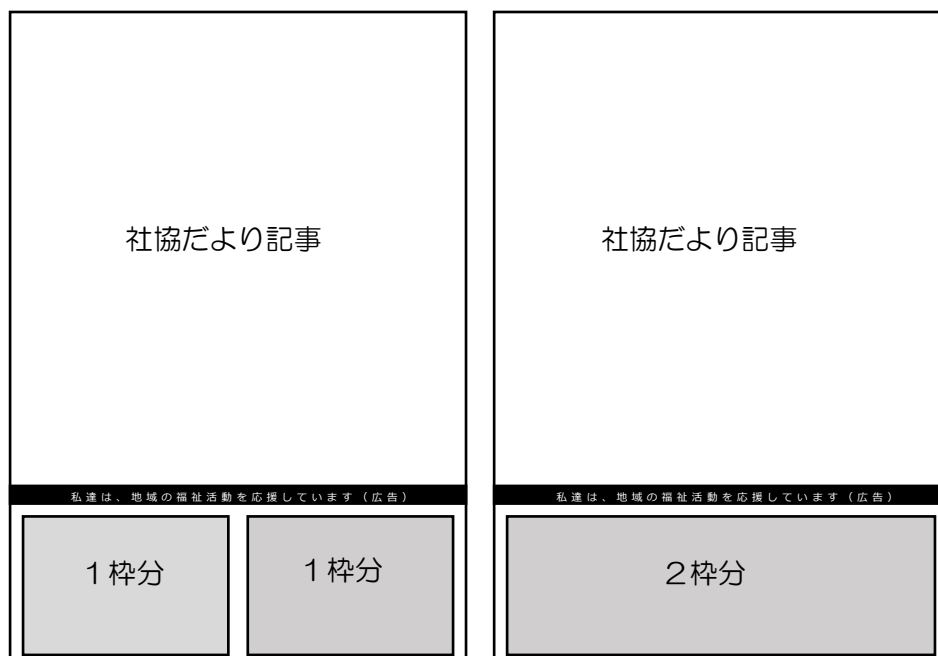 社協だより記事
私達は、地域の福祉活動を応援しています（広告）
１枠分
１枠分
社協だより記事
私達は、地域の福祉活動を応援しています（広告）
２枠分